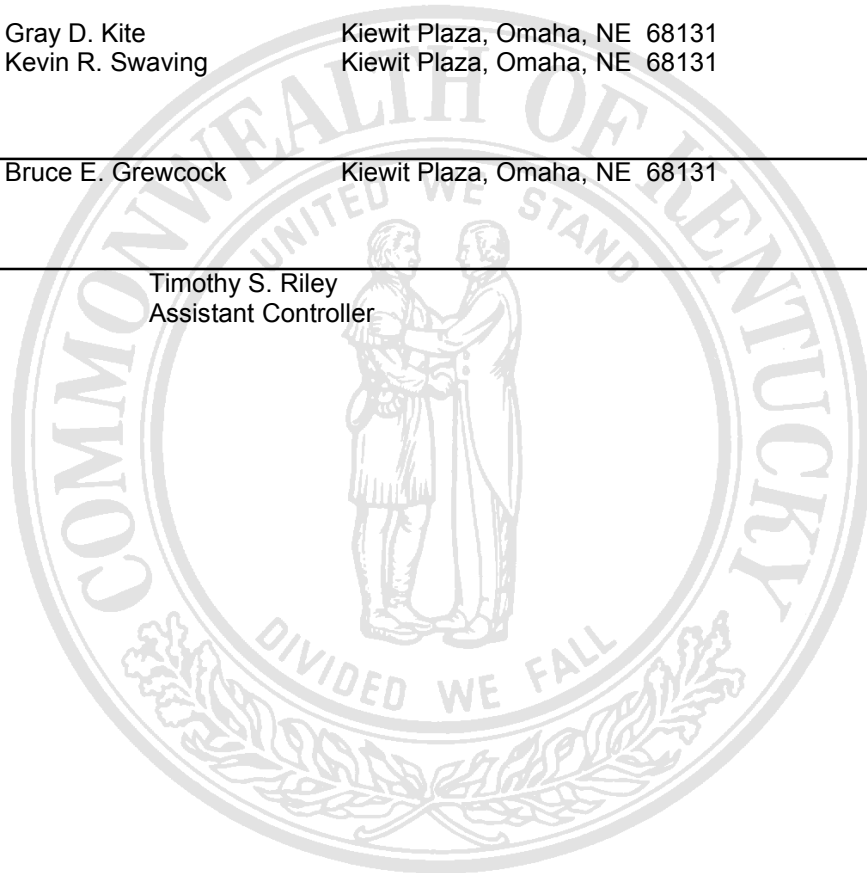 Gray D. Kite Kiewit Plaza, Omaha, NE 68131
Kevin R. Swaving Kiewit Plaza, Omaha, NE 68131
Bruce E. Grewcock Kiewit Plaza, Omaha, NE 68131
Timothy S. Riley
Assistant Controller
COMMONWEALTH OF KENTUCKY
UNITED WE STAND
DIVIDED WE FALL